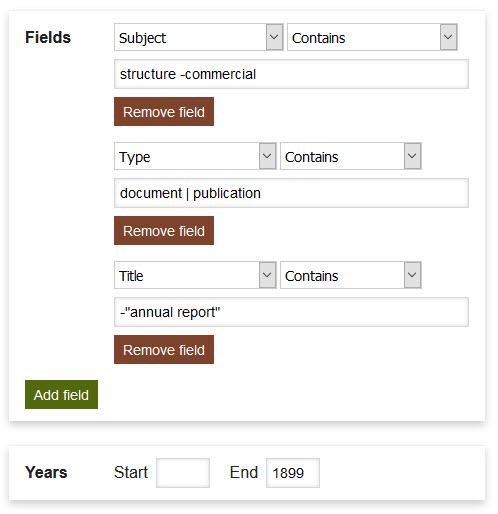 Fields Subject Contains
structure -commercial
Remove field
Type Contains
document | publication
Remove field
Title Contains
-"annual report"
Remove field
Add field
Years Start End 1899